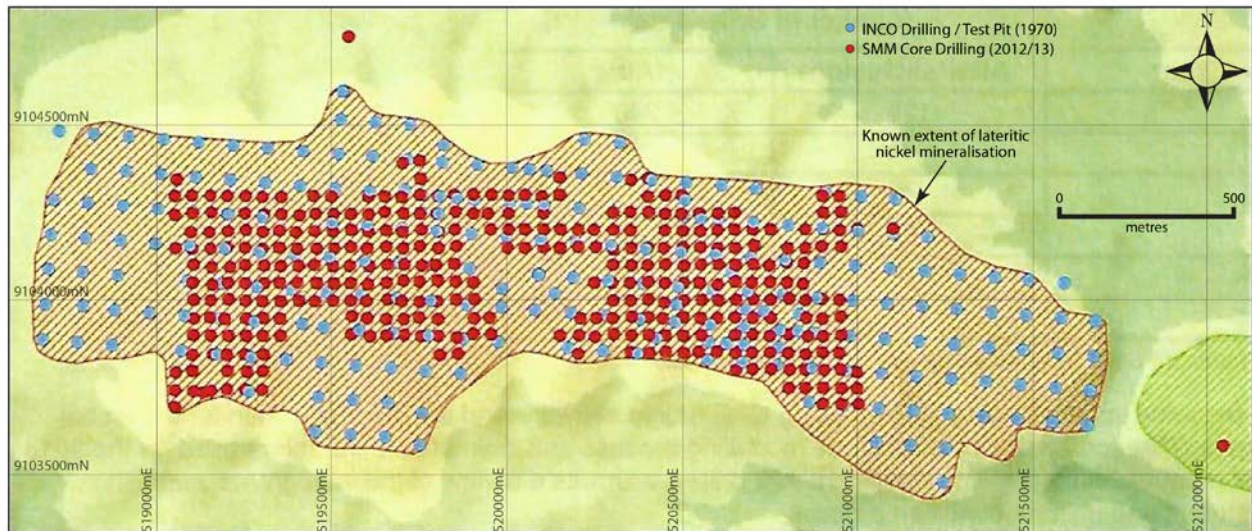 N
INCO Drilling / Test Pit (1970)
SMM Core Drilling (2012/13)
9104500mN
Known extent of lateritic
nickel mineralisation
0
500
metres
9104000mN
9103500mN
519000mE
519500mE
520000mE
520500mE
521000mE
521500mE
522000mE